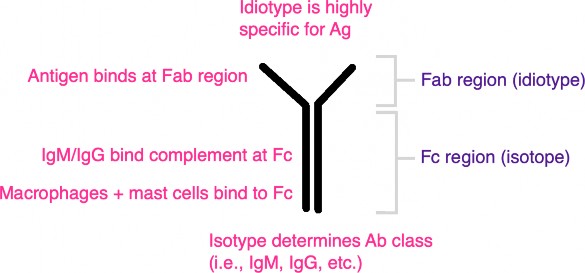 Idiotype is highly
specific for Ag
Antigen binds at Fab region
Fab region (idiotype)
IgM/IgG bind complement at Fc
Fc region (isotope)
Macrophages + mast cells bind to Fc
Isotype determines Ab class
(i.e., IgM, IgG, etc.)